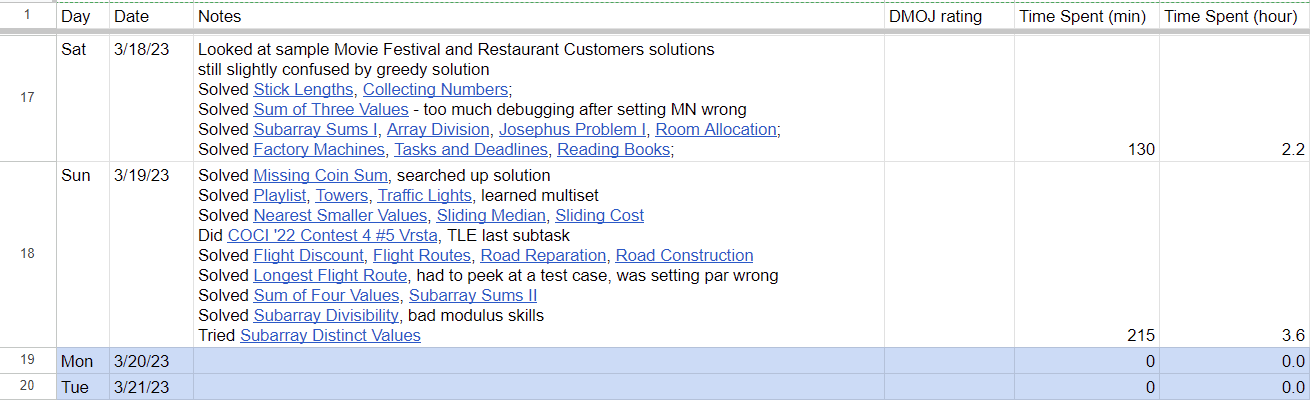 1 Day Date Notes DMOJ rating Time Spent (min) Time Spent (hour)
17 Sat 3/18/23 Looked at sample Movie Festival and Restaurant Customers solutions
still slightly confused by greedy solution
Solved Stick Lengths, Collecting Numbers;
Solved Sum of Three Values - too much debugging after setting MN wrong
Solved Subarray Sums I, Array Division, Josephus Problem I, Room Allocation;
Solved Factory Machines, Tasks and Deadlines, Reading Books; 130 2.2
18 Sun 3/19/23 Solved Missing Coin Sum, searched up solution
Solved Playlist, Towers, Traffic Lights, learned multiset
Solved Nearest Smaller Values, Sliding Median, Sliding Cost
Did COCI '22 Contest 4 #5 Vrsta, TLE last subtask
Solved Flight Discount, Flight Routes, Road Reparation, Road Construction
Solved Longest Flight Route, had to peek at a test case, was setting par wrong
Solved Sum of Four Values, Subarray Sums II
Solved Subarray Divisibility, bad modulus skills
Tried Subarray Distinct Values 215 3.6
19 Mon 3/20/23 0 0.0
20 Tue 3/21/23 0 0.0